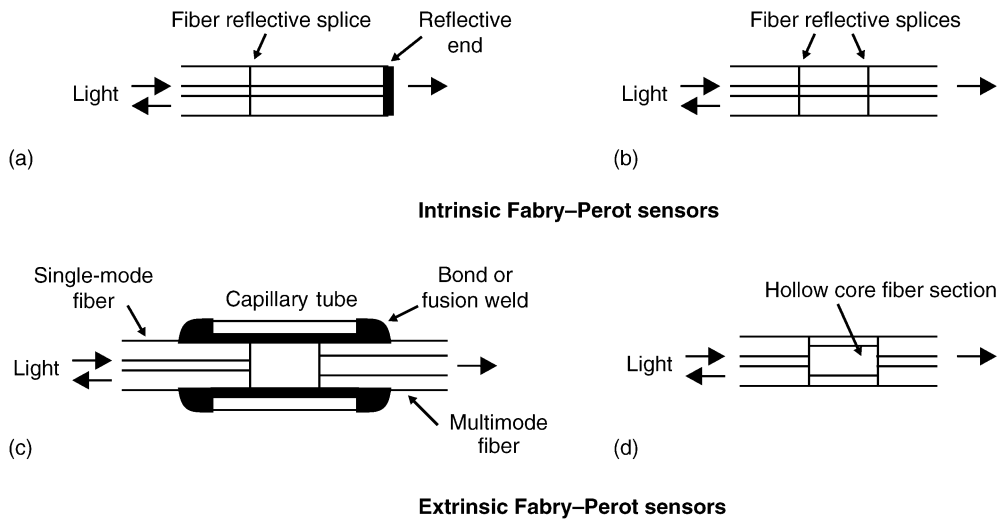 Fiber reflective splice
Reflective
end
Light
(a)
Fiber reflective splices
Light
(b)
Intrinsic Fabry–Perot sensors
Single-mode
fiber
Capillary tube
Bond or
fusion weld
Light
Multimode
fiber
(c)
Hollow core fiber section
Light
(d)
Extrinsic Fabry–Perot sensors